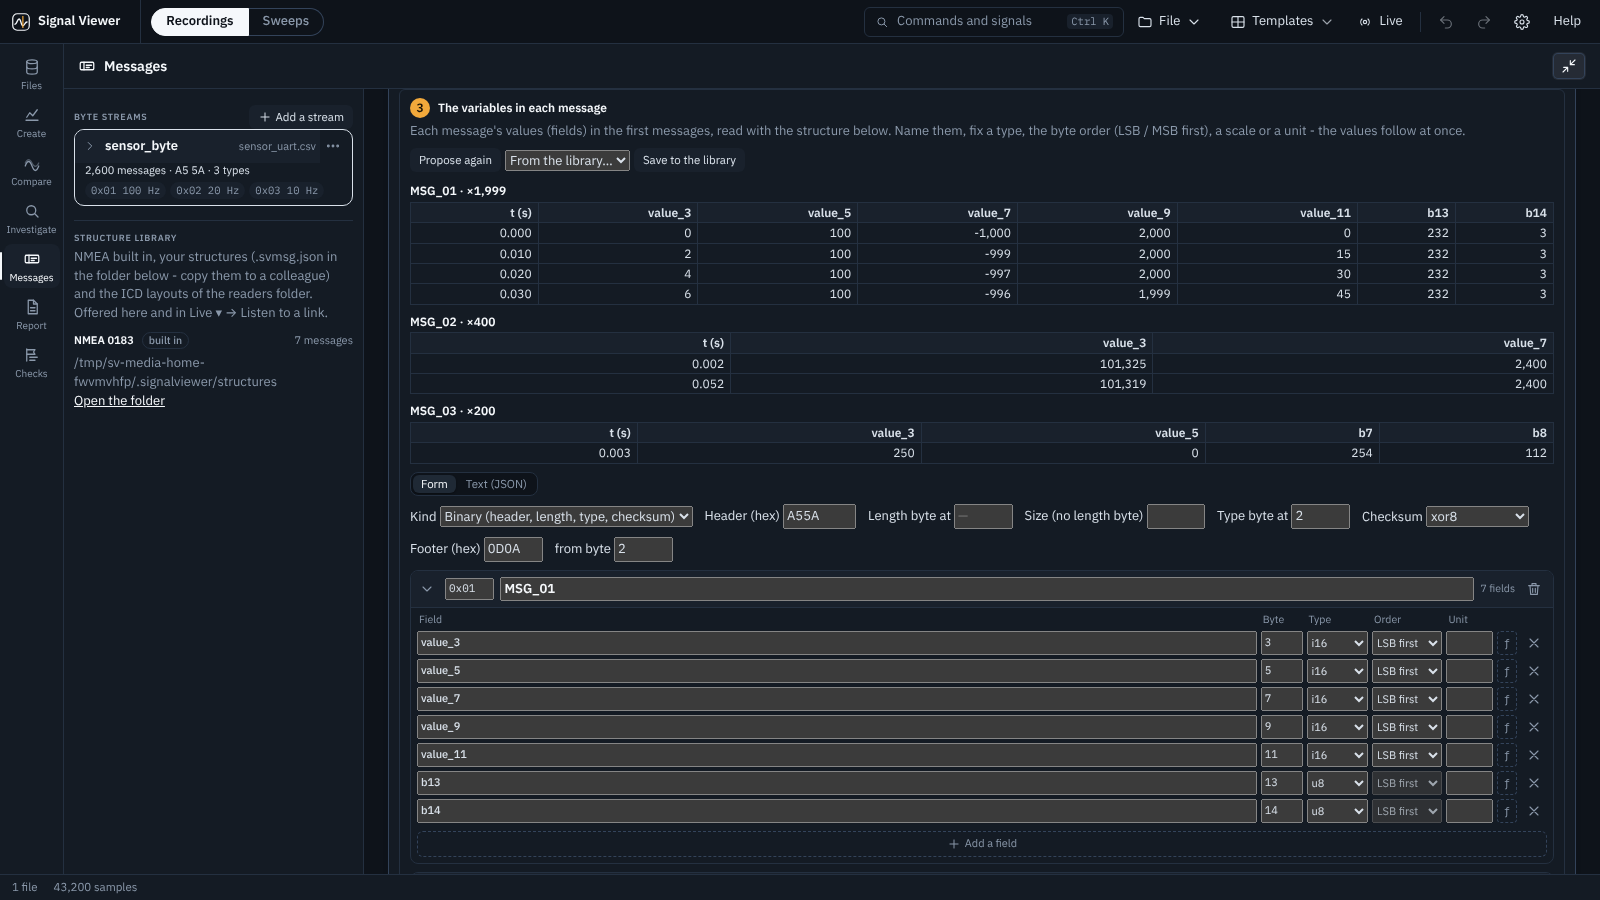 Signal Viewer
Recordings
Sweeps
Commands and signals
Ctrl K
File
Templates
Live
Help
Files
Create
Compare
Investigate
Messages
Report
Checks
Messages
BYTE STREAMS
Add a stream
sensor_byte
sensor_uart.csv
2,600 messages · A5 5A · 3 types
0x01 100 Hz 0x02 20 Hz 0x03 10 Hz
STRUCTURE LIBRARY
NMEA built in, your structures (.svmsg.json in
the folder below - copy them to a colleague)
and the ICD layouts of the readers folder.
Offered here and in Live ▾ → Listen to a link.
NMEA 0183 built in 7 messages
/tmp/sv-media-home-
fwvmvhfp/.signalviewer/structures
Open the folder
3 The variables in each message
Each message's values (fields) in the first messages, read with the structure below. Name them, fix a type, the byte order (LSB / MSB first), a scale or a unit - the values follow at once.
Propose again From the library... Save to the library
MSG_01 · ×1,999
t (s) value_3 value_5 value_7 value_9 value_11 b13 b14
0.000 0 100 -1,000 2,000 0 232 3
0.010 2 100 -999 2,000 15 232 3
0.020 4 100 -997 2,000 30 232 3
0.030 6 100 -996 1,999 45 232 3
MSG_02 · ×400
t (s) value_3 value_7
0.002 101,325 2,400
0.052 101,319 2,400
MSG_03 · ×200
t (s) value_3 value_5 b7 b8
0.003 250 0 254 112
Form Text (JSON)
Kind Binary (header, length, type, checksum) Header (hex) A55A Length byte at — Size (no length byte) Type byte at 2 Checksum xor8
Footer (hex) 0D0A from byte 2
0x01 MSG_01 7 fields
Field Byte Type Order Unit
value_3 3 i16 LSB first ƒ
value_5 5 i16 LSB first ƒ
value_7 7 i16 LSB first ƒ
value_9 9 i16 LSB first ƒ
value_11 11 i16 LSB first ƒ
b13 13 u8 LSB first ƒ
b14 14 u8 LSB first ƒ
Add a field
1 file 43,200 samples